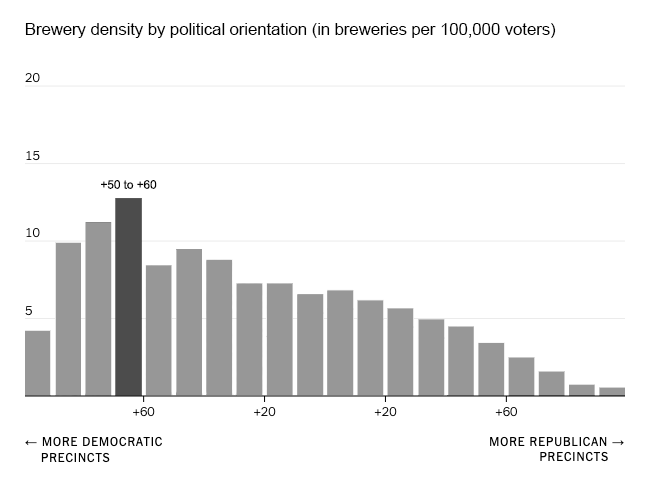 Brewery density by political orientation (in breweries per 100,000 voters)
20
15
+50 to +60
10
5
+60 +20 +20 +60
← MORE DEMOCRATIC MORE REPUBLICAN →
PRECINCTS PRECINCTS